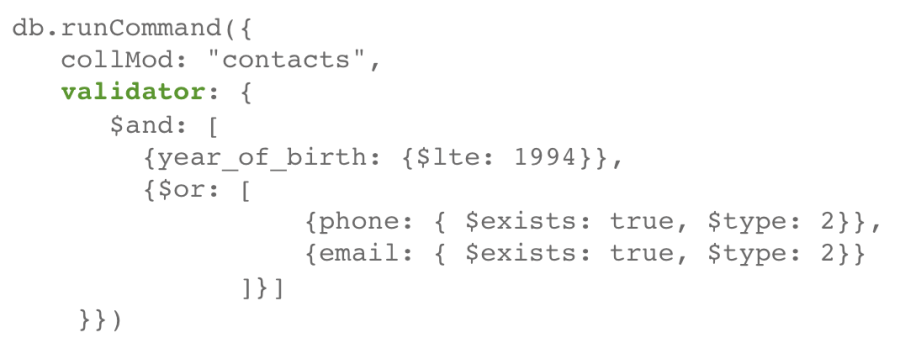 db.runCommand({
collMod: "contacts",
validator: {
$and: [
{year_of_birth: {$lte: 1994}},
{$or: [
{phone: { $exists: true, $type: 2}},
{email: { $exists: true, $type: 2}}
]}]
}})